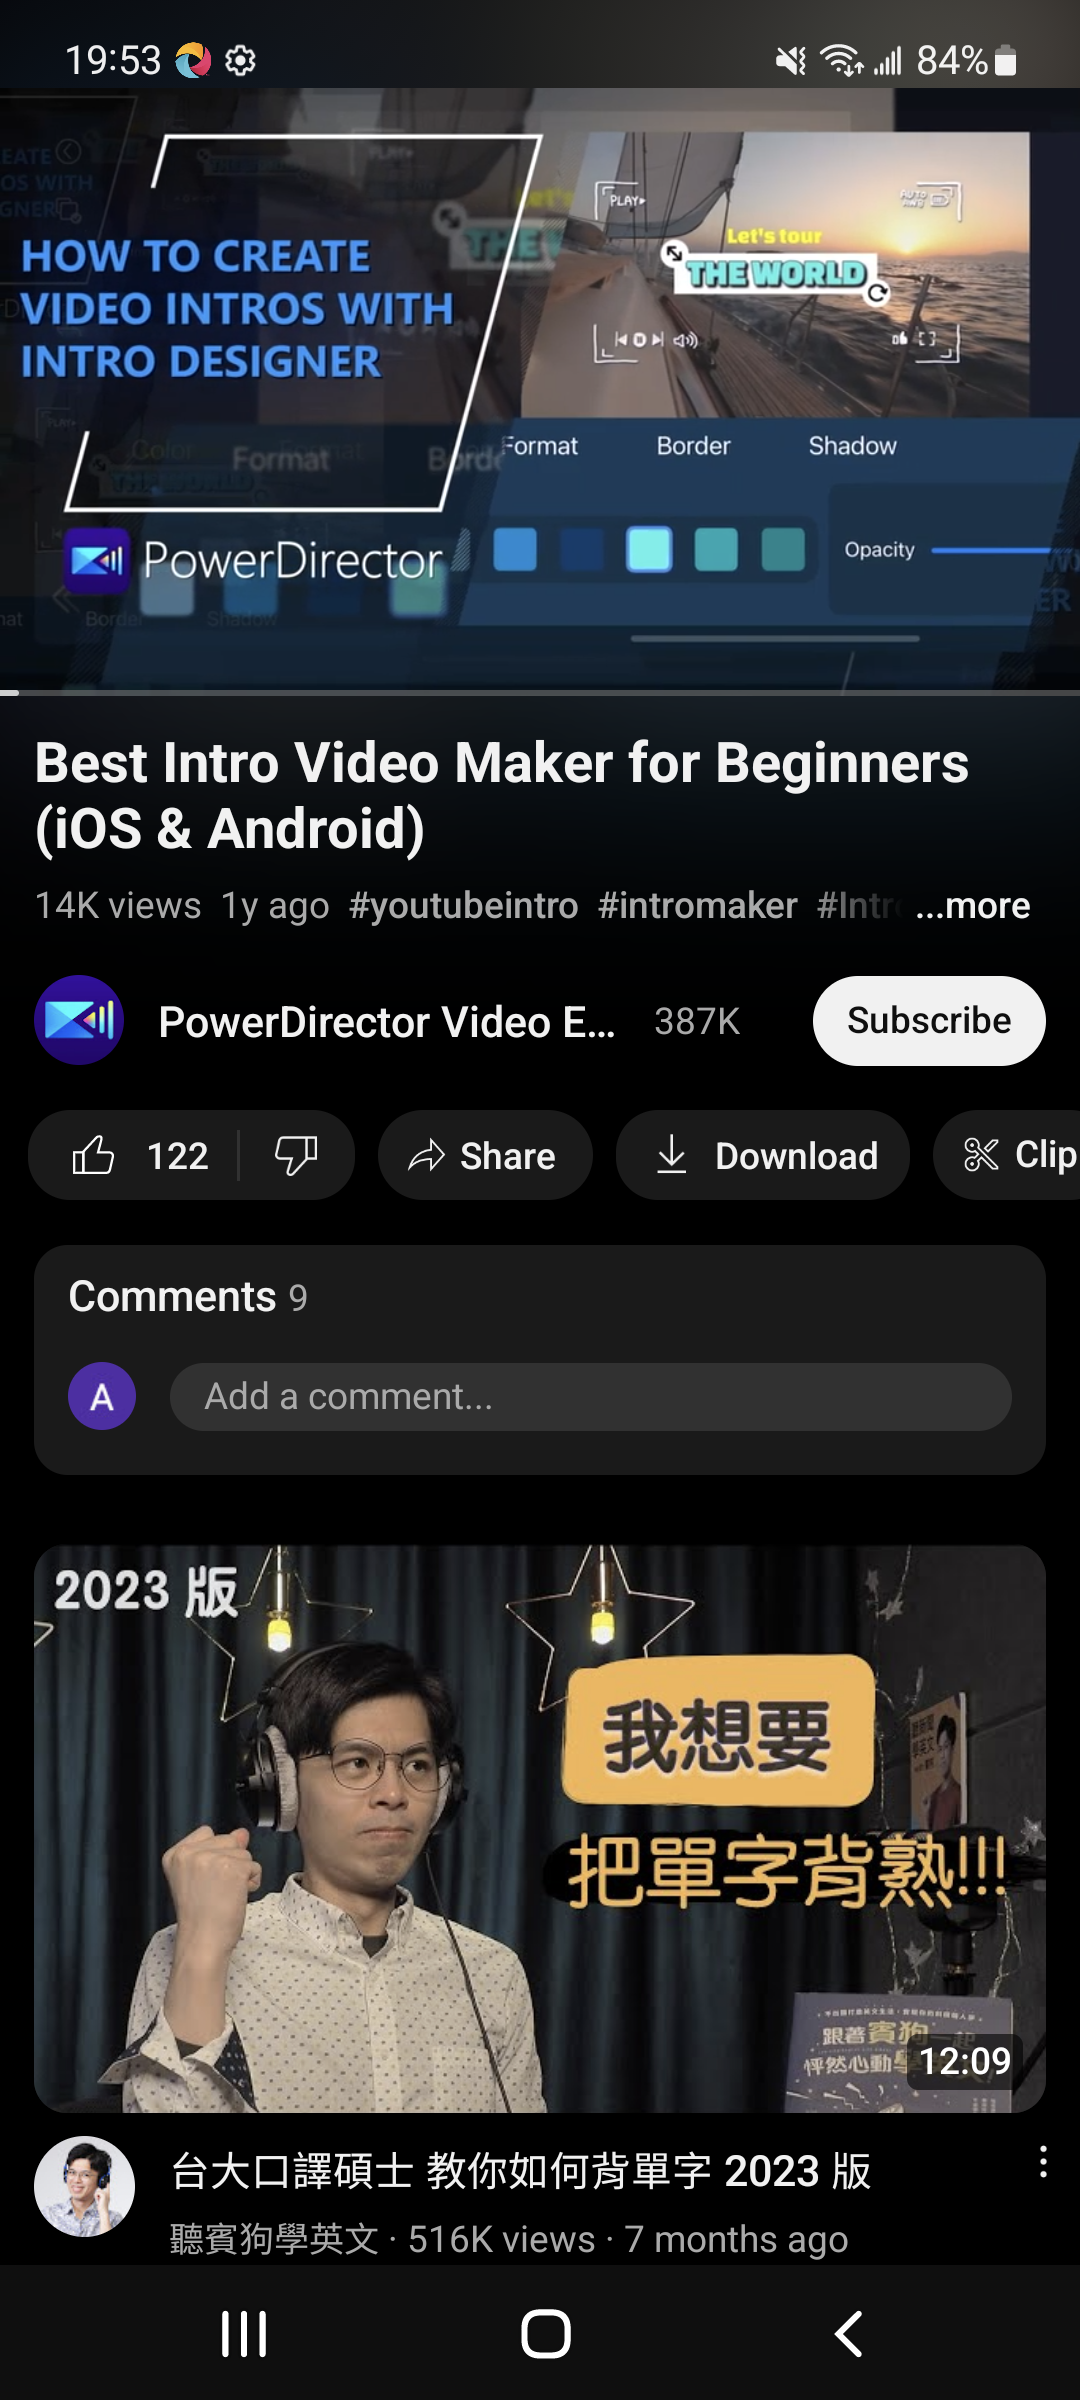 19:53
84%
HOW TO CREATE
VIDEO INTROS WITH
INTRO DESIGNER
PLAY
AUTO
AWB
Let's tour
THE WORLD
Format
Border
Shadow
PowerDirector
Opacity
Best Intro Video Maker for Beginners
(iOS & Android)
14K views 1y ago #youtubeintro #intromaker #Intr ...more
PowerDirector Video E... 387K
Subscribe
122
Share
Download
Clip
Comments 9
A
Add a comment...
2023 版
我想要
把單字背熟!!!
跟著賓狗一起
怦然心動學
12:09
台大口譯碩士 教你如何背單字 2023 版
聽賓狗學英文 · 516K views · 7 months ago